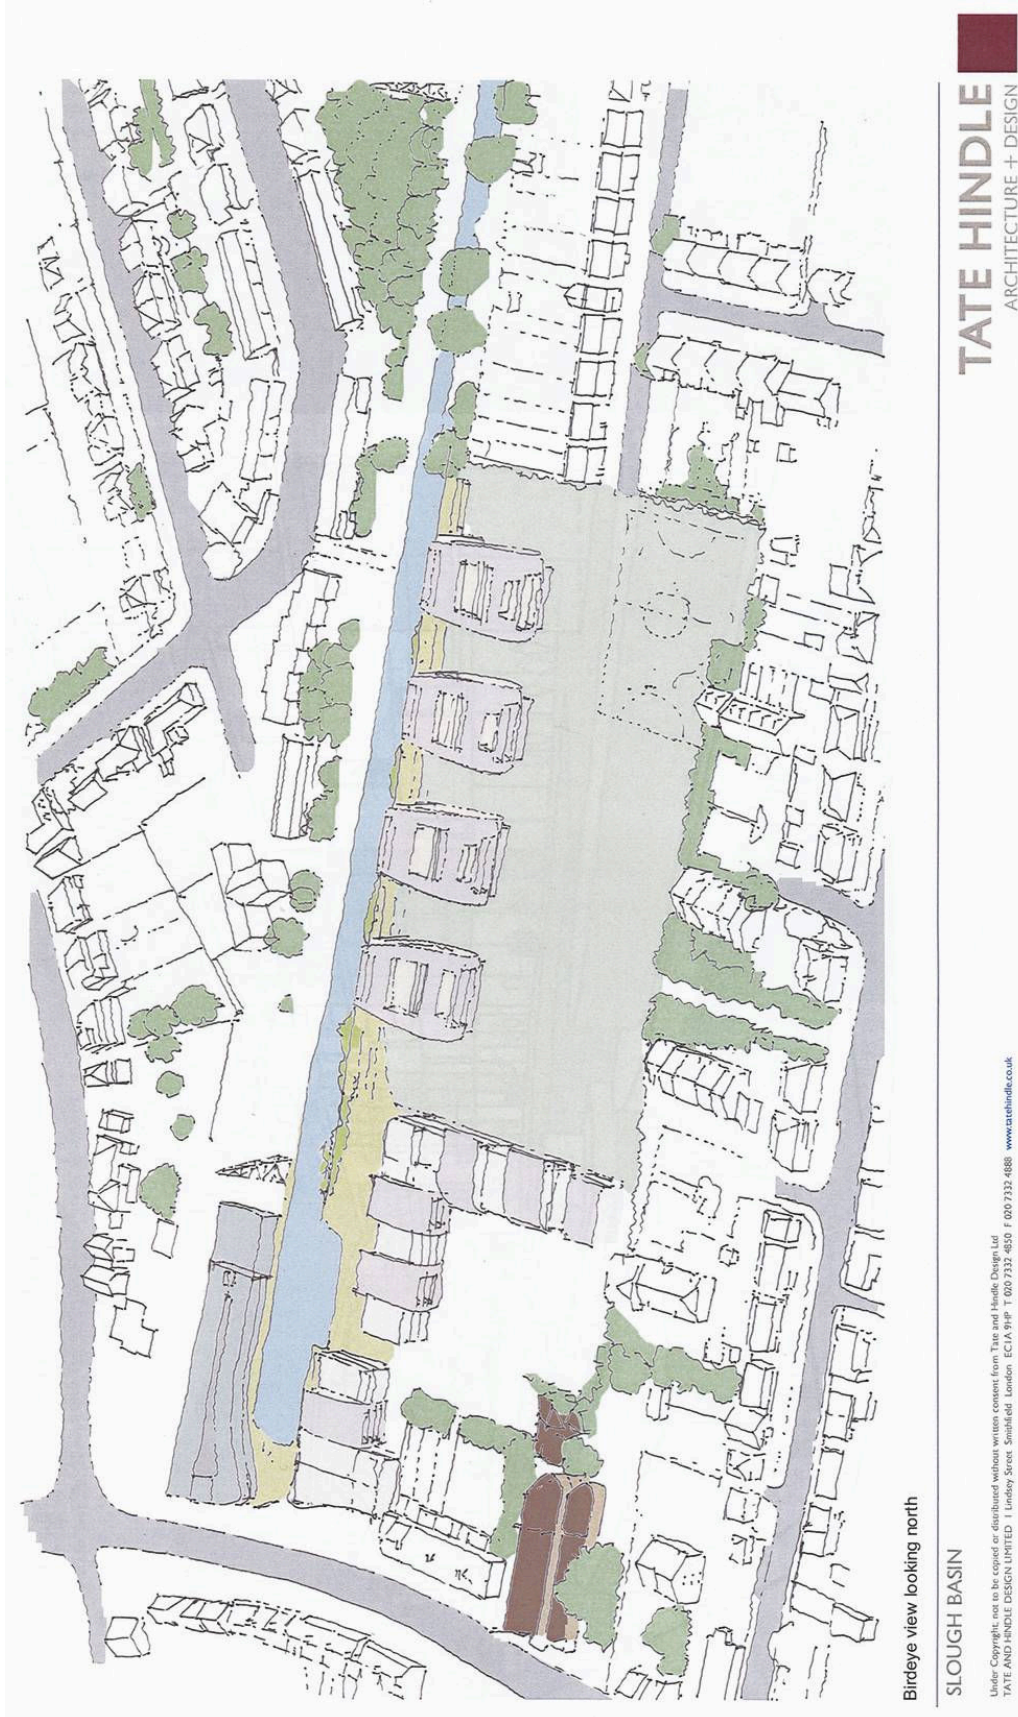 Birdeye view looking north
SLOUGH BASIN
Under Copyright: not to be copied or distributed without written consent from Tate and Hindle Design Ltd
TATE AND HINDLE DESIGN LIMITED 1 Lindsey Street Smithfield London EC1A 9HP T 020 7332 4850 F 020 7332 4888 www.tatehindle.co.uk
TATE HINDLE
ARCHITECTURE + DESIGN